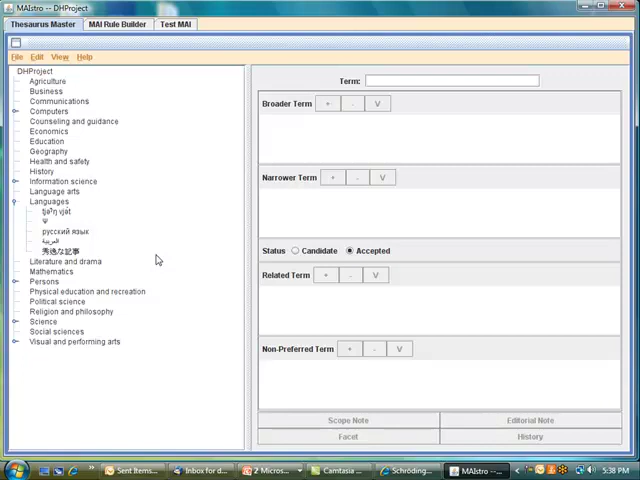 MAIstro -- DHProject
Thesaurus Master
MAI Rule Builder
Test MAI
File Edit View Help
DHProject
Agriculture
Business
Communications
Computers
Counseling and guidance
Economics
Education
Geography
Health and safety
History
Information science
Language arts
Languages
русский язык
العربية
秀逸な記事
Literature and drama
Mathematics
Persons
Physical education and recreation
Political science
Religion and philosophy
Science
Social sciences
Visual and performing arts
Term:
Broader Term + - V
Narrower Term + - V
Status Candidate Accepted
Related Term + - V
Non-Preferred Term + - V
Scope Note Editorial Note
Facet History
Sent Items...
Inbox for d...
2 Micros...
Camtasia ...
Schröding...
MAIstro --...
5:38 PM